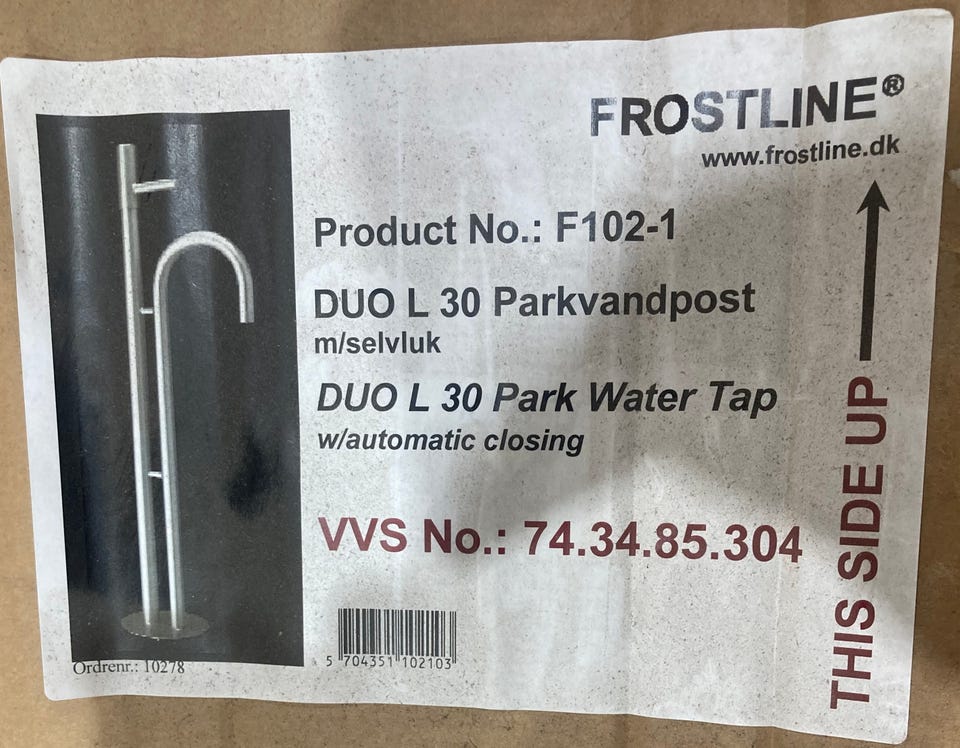 FROSTLINE®
www.frostline.dk
Product No.: F102-1
DUO L 30 Parkvandpost
m/selvluk
DUO L 30 Park Water Tap
w/automatic closing
VVS No.: 74.34.85.304
THIS SIDE UP
5 704351 102103
Ordrenr.: 10278